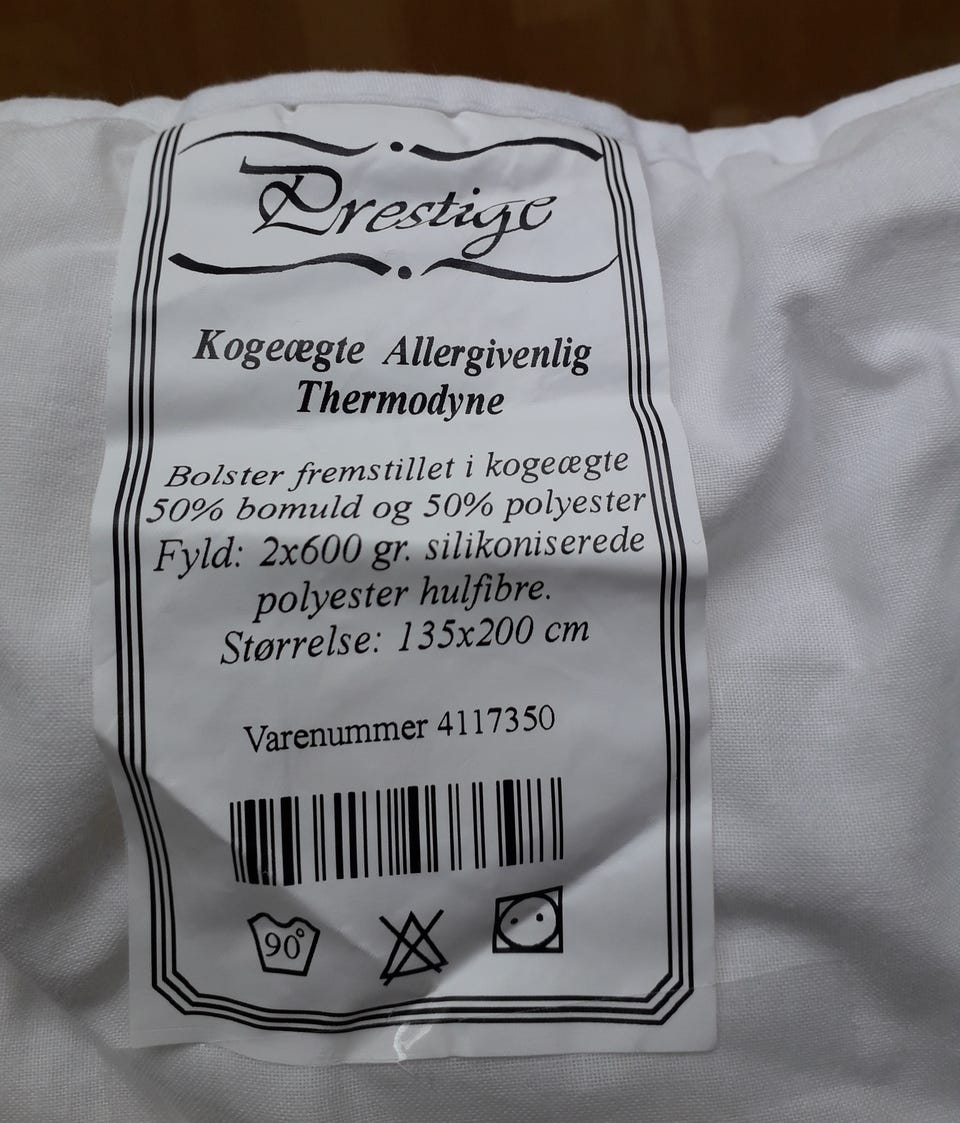 Prestige
Kogeægte Allergivenlig
Thermodyne
Bolster fremstillet i kogeægte
50% bomuld og 50% polyester
Fyld: 2x600 gr. silikoniserede
polyester hulfibre.
Størrelse: 135x200 cm
Varenummer 4117350
90°